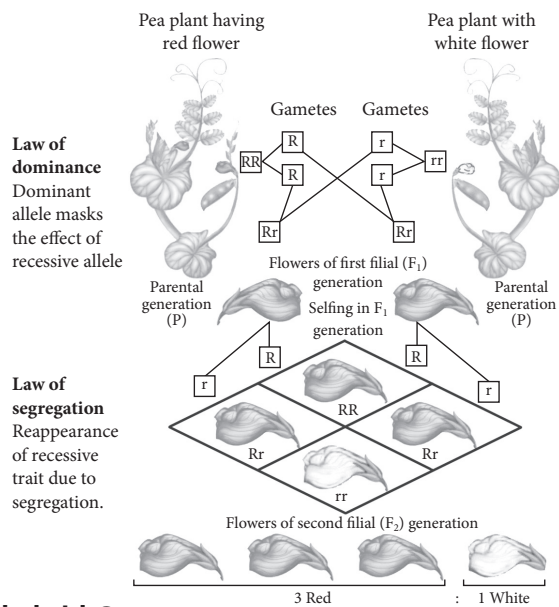 Pea plant having
red flower
Pea plant with
white flower
Gametes Gametes
R r
RR rr
R r
Rr Rr
Law of
dominance
Dominant
allele masks
the effect of
recessive allele
Flowers of first filial (F₁)
generation
Parental
generation
(P)
Selfing in F₁
generation
Parental
generation
(P)
r R R r
Law of
segregation
Reappearance
of recessive
trait due to
segregation.
RR
Rr Rr
rr
Flowers of second filial (F₂) generation
3 Red : 1 White